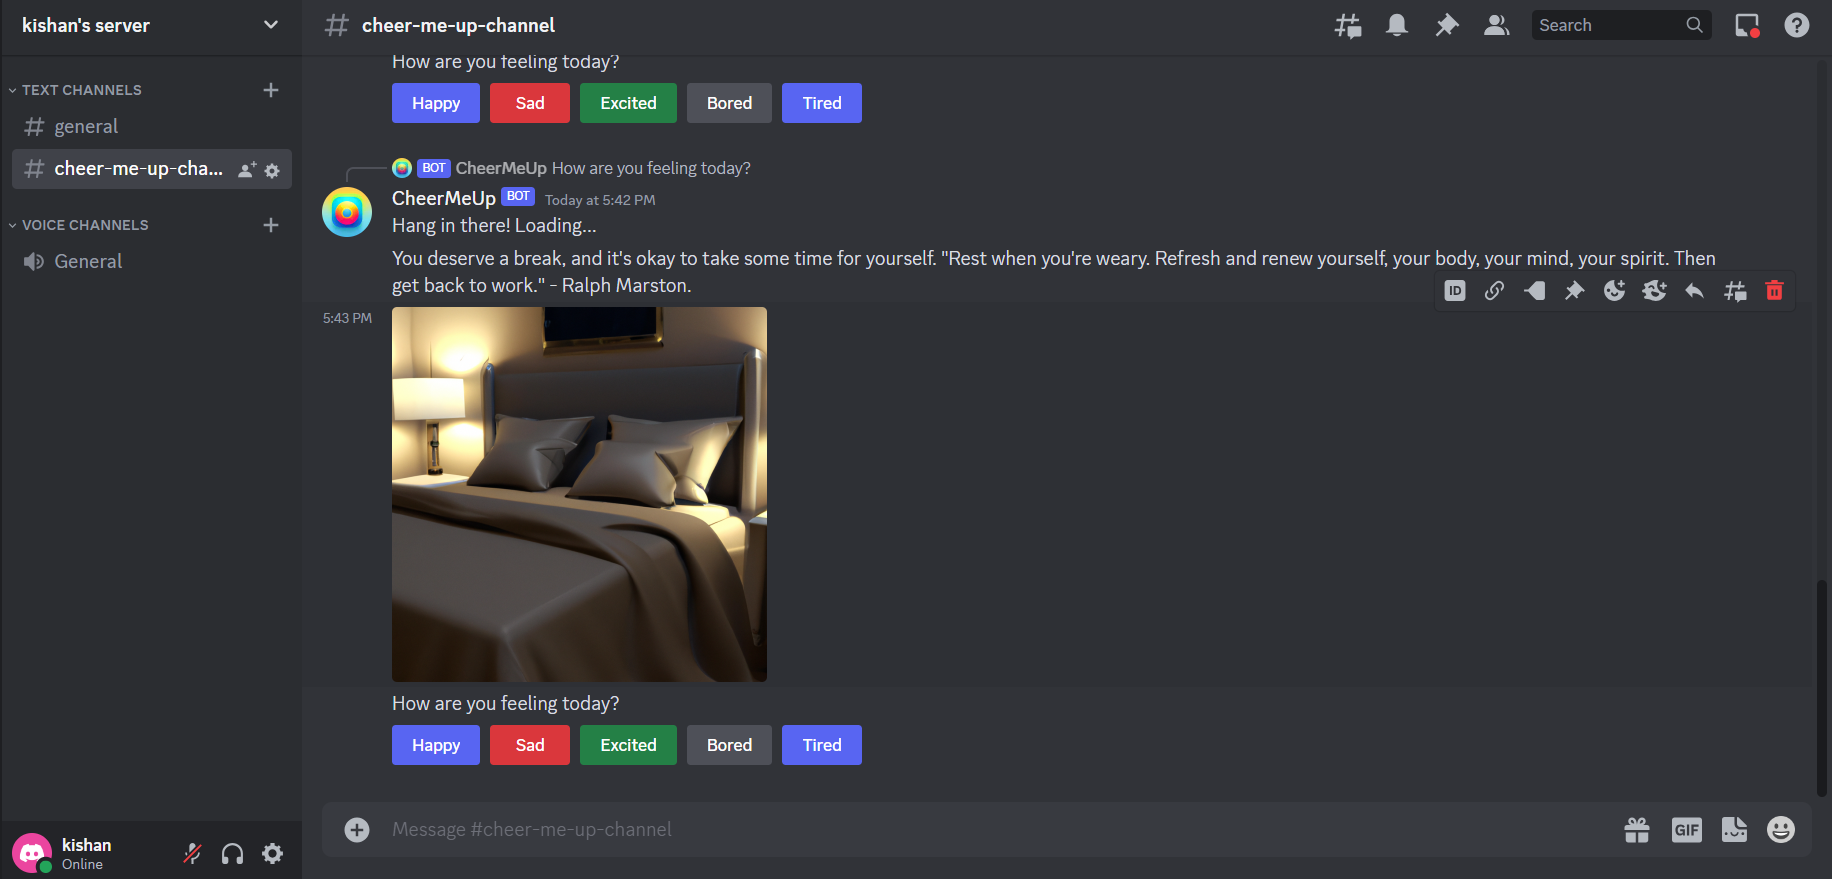 kishan's server
TEXT CHANNELS
general
cheer-me-up-cha...
VOICE CHANNELS
General
kishan
Online
cheer-me-up-channel
Search
How are you feeling today?
Happy Sad Excited Bored Tired
BOT CheerMeUp How are you feeling today?
CheerMeUp BOT Today at 5:42 PM
Hang in there! Loading...
You deserve a break, and it's okay to take some time for yourself. "Rest when you're weary. Refresh and renew yourself, your body, your mind, your spirit. Then
get back to work." - Ralph Marston.
ID
5:43 PM
How are you feeling today?
Happy Sad Excited Bored Tired
Message #cheer-me-up-channel
GIF